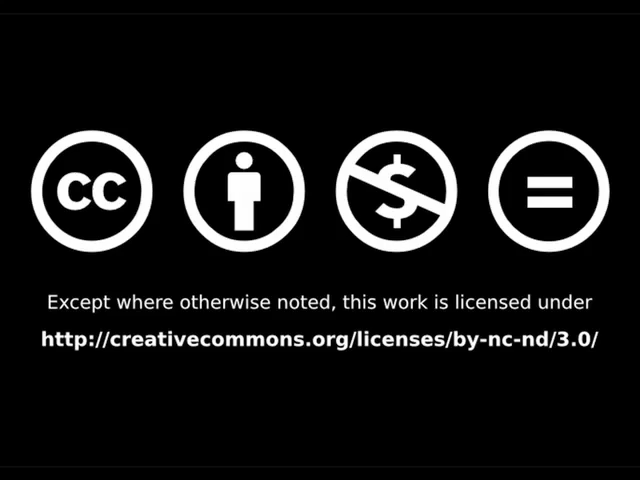 cc
$
=
Except where otherwise noted, this work is licensed under
http://creativecommons.org/licenses/by-nc-nd/3.0/